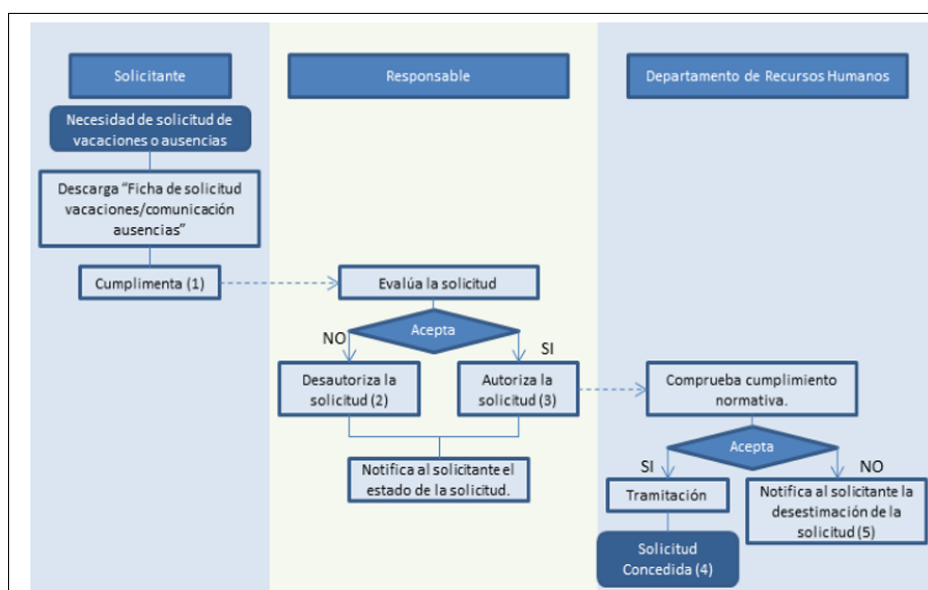 Solicitante
Responsable
Departamento de Recursos Humanos
Necesidad de solicitud de
vacaciones o ausencias
Descarga “Ficha de solicitud
vacaciones/comunicación
ausencias”
Cumplimenta (1)
Evalúa la solicitud
Acepta
NO
SI
Desautoriza la
solicitud (2)
Autoriza la
solicitud (3)
Notifica al solicitante el
estado de la solicitud.
Comprueba cumplimiento
normativa.
Acepta
SI
NO
Tramitación
Notifica al solicitante la
desestimación de la
solicitud (5)
Solicitud
Concedida (4)